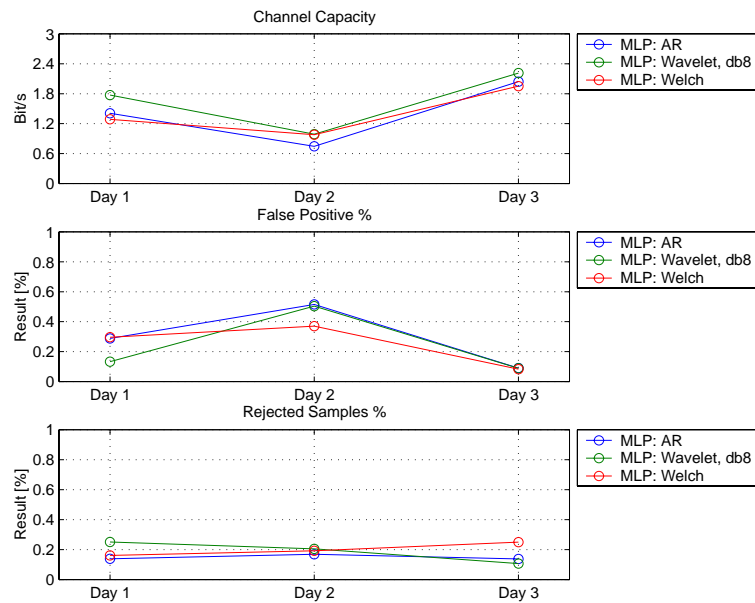 Channel Capacity
3
2.4
1.8
1.2
0.6
0
Bit/s
Day 1
Day 2
Day 3
MLP: AR
MLP: Wavelet, db8
MLP: Welch
False Positive %
1
0.8
0.6
0.4
0.2
0
Result [%]
Day 1
Day 2
Day 3
MLP: AR
MLP: Wavelet, db8
MLP: Welch
Rejected Samples %
1
0.8
0.6
0.4
0.2
0
Result [%]
Day 1
Day 2
Day 3
MLP: AR
MLP: Wavelet, db8
MLP: Welch